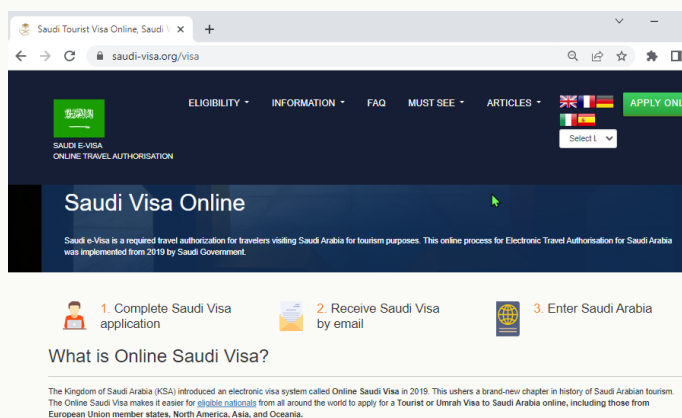 Saudi Tourist Visa Online, Saudi
saudi-visa.org/visa
ELIGIBILITY INFORMATION FAQ MUST SEE ARTICLES APPLY ONL
Select L
SAUDI E-VISA
ONLINE TRAVEL AUTHORISATION
Saudi Visa Online
Saudi e-Visa is a required travel authorization for travelers visiting Saudi Arabia for tourism purposes. This online process for Electronic Travel Authorisation for Saudi Arabia
was implemented from 2019 by Saudi Government.
1. Complete Saudi Visa
application
2. Receive Saudi Visa
by email
3. Enter Saudi Arabia
What is Online Saudi Visa?
The Kingdom of Saudi Arabia (KSA) introduced an electronic visa system called Online Saudi Visa in 2019. This ushers a brand-new chapter in history of Saudi Arabian tourism.
The Online Saudi Visa makes it easier for eligible nationals from all around the world to apply for a Tourist or Umrah Visa to Saudi Arabia online, including those from
European Union member states, North America, Asia, and Oceania.